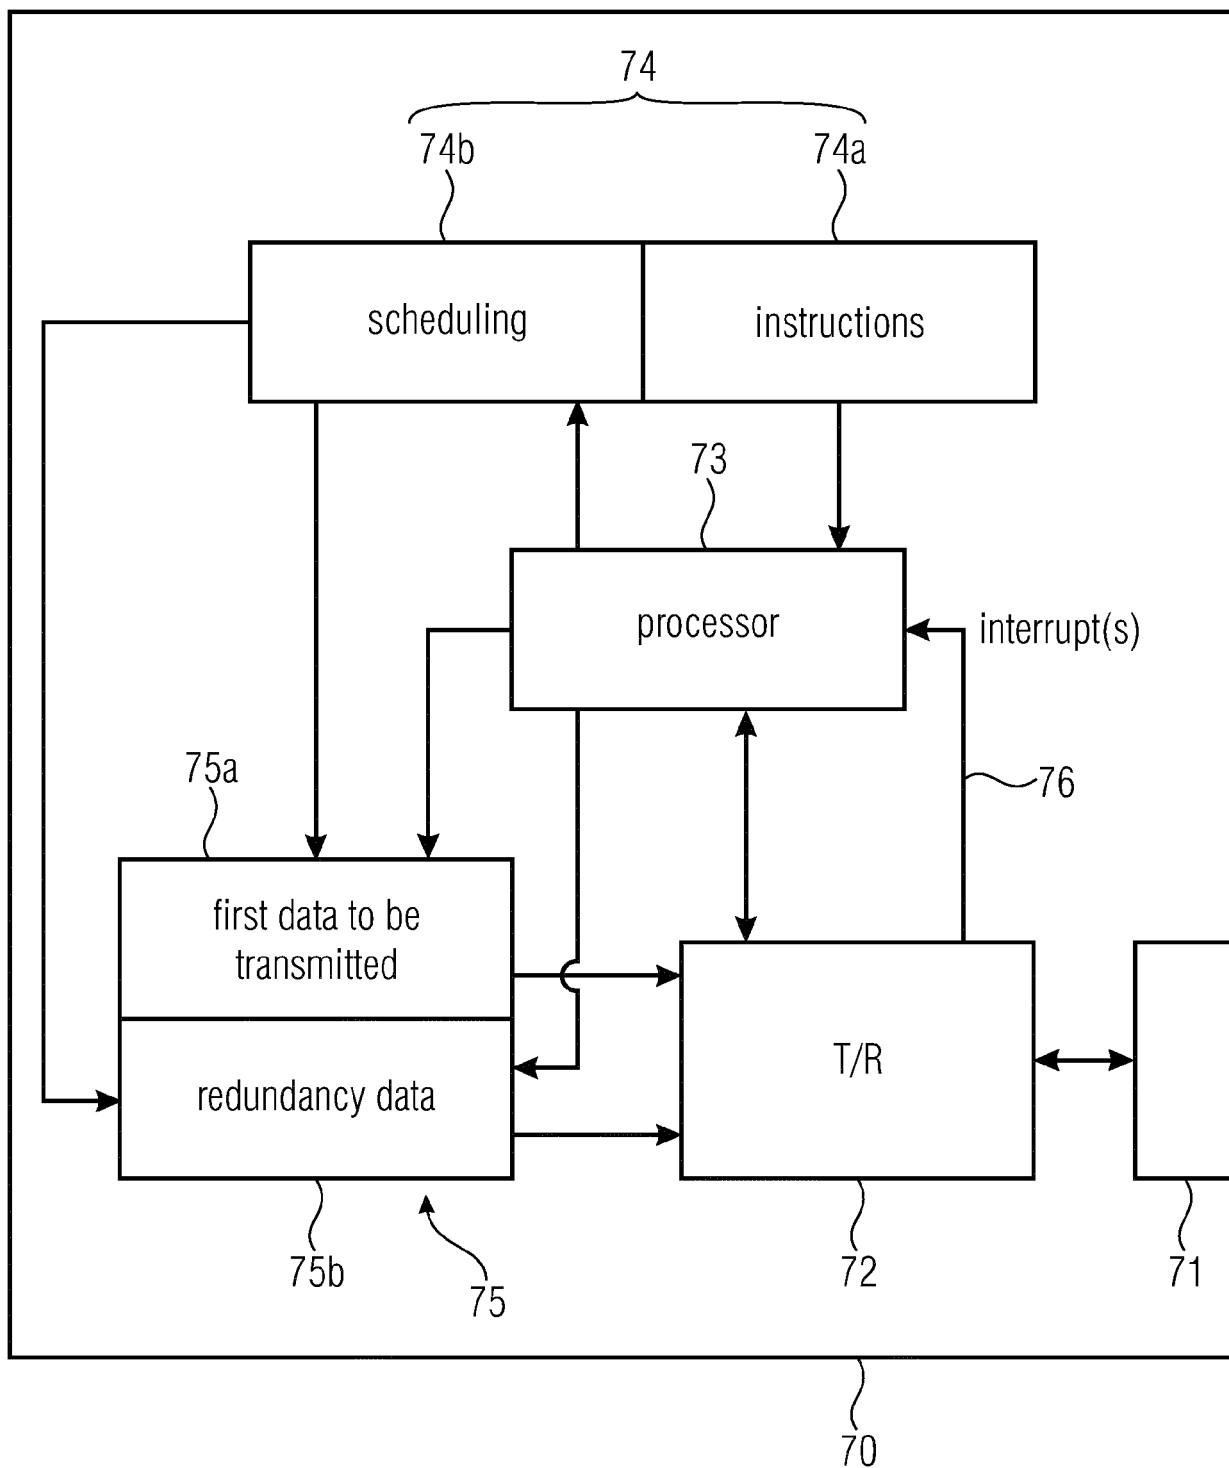 74
74b
74a
scheduling
instructions
73
processor
interrupt(s)
75a
76
first data to be
transmitted
T/R
redundancy data
75b
75
72
71
70